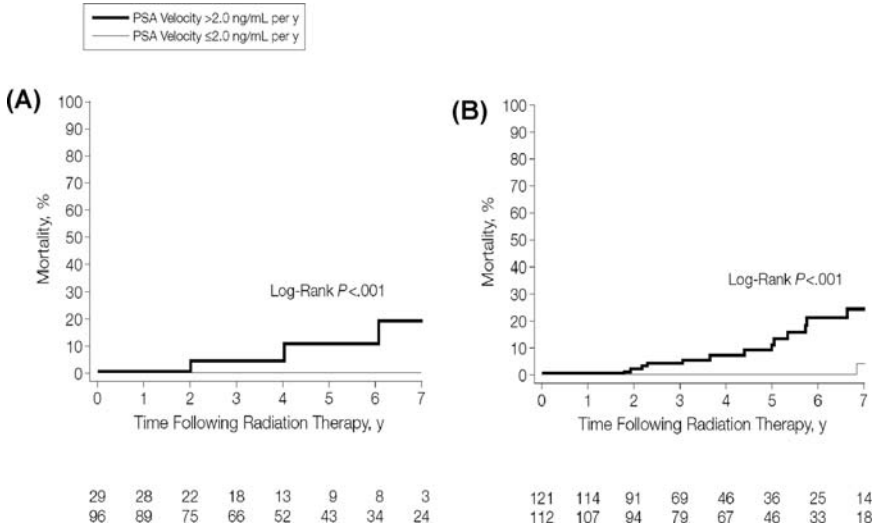 PSA Velocity >2.0 ng/mL per y
PSA Velocity ≤2.0 ng/mL per y
(A)
100
90
80
70
60
50
40
30
20
10
0
Mortality, %
Log-Rank P<.001
0 1 2 3 4 5 6 7
Time Following Radiation Therapy, y
29 28 22 18 13 9 8 3
96 89 75 66 52 43 34 24
(B)
100
90
80
70
60
50
40
30
20
10
0
Mortality, %
Log-Rank P<.001
0 1 2 3 4 5 6 7
Time Following Radiation Therapy, y
121 114 91 69 46 36 25 14
112 107 94 79 67 46 33 18